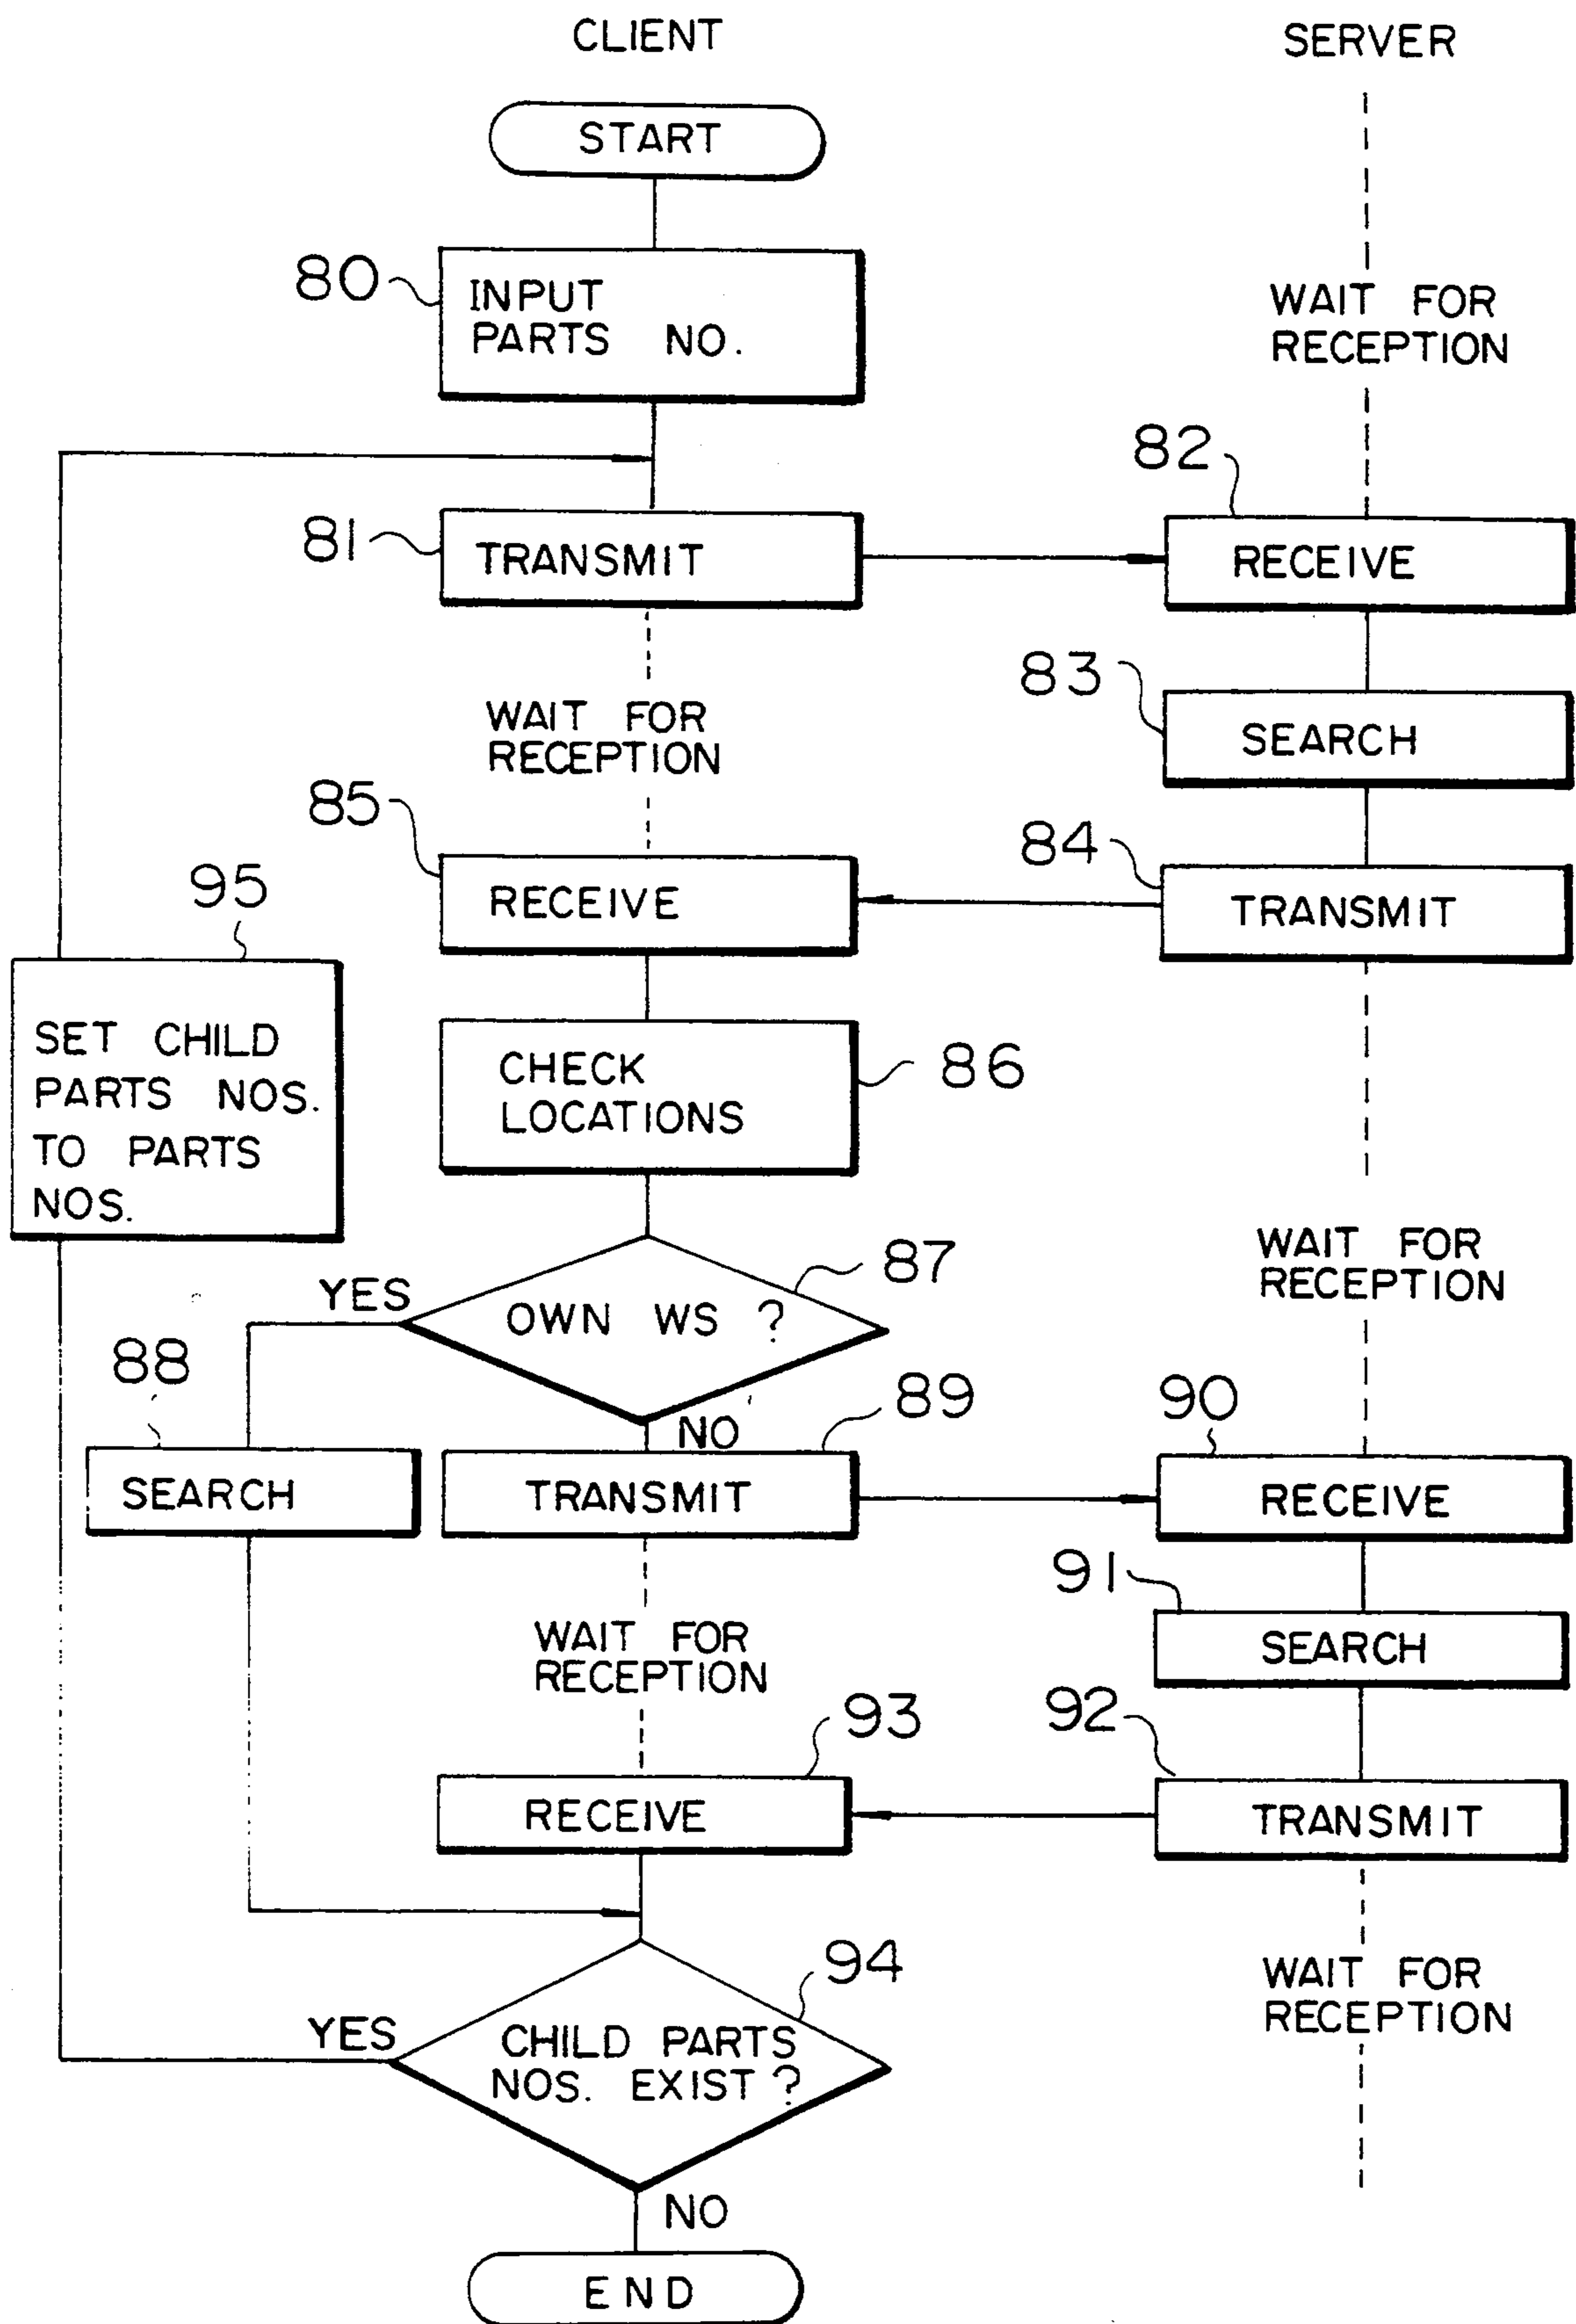 CLIENT
SERVER
START
80
INPUT
PARTS NO.
WAIT FOR
RECEPTION
81
TRANSMIT
82
RECEIVE
WAIT FOR
RECEPTION
83
SEARCH
84
TRANSMIT
85
RECEIVE
95
SET CHILD
PARTS NOS.
TO PARTS
NOS.
CHECK
LOCATIONS
86
WAIT FOR
RECEPTION
87
OWN WS ?
YES
NO
88
SEARCH
89
TRANSMIT
90
RECEIVE
91
SEARCH
WAIT FOR
RECEPTION
92
TRANSMIT
93
RECEIVE
94
CHILD PARTS
NOS. EXIST ?
YES
NO
WAIT FOR
RECEPTION
END